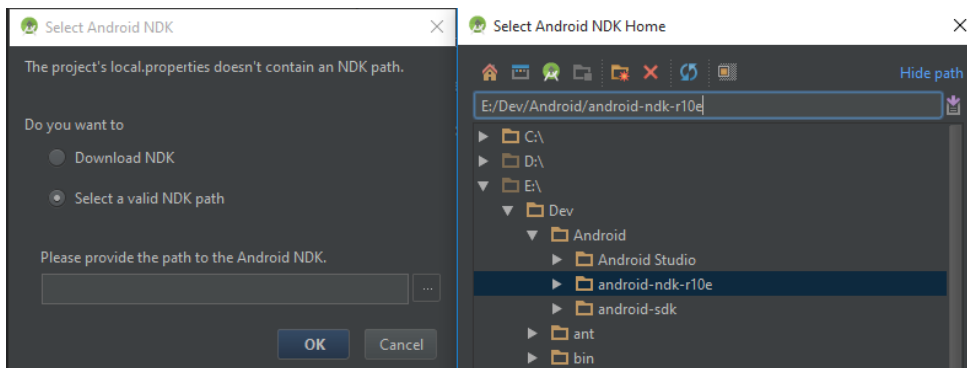 Select Android NDK
The project's local.properties doesn't contain an NDK path.
Do you want to
Download NDK
Select a valid NDK path
Please provide the path to the Android NDK.
...
OK Cancel
Select Android NDK Home
Hide path
E:/Dev/Android/android-ndk-r10e
C:\
D:\
E:\
Dev
Android
Android Studio
android-ndk-r10e
android-sdk
ant
bin